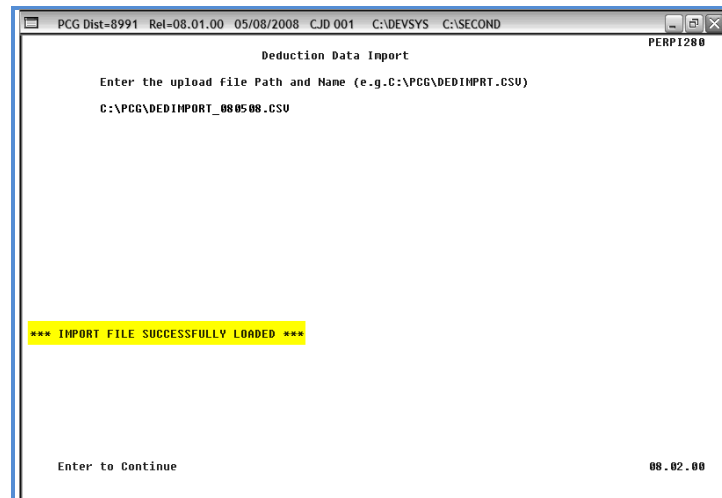 PCG Dist=8991 Rel=08.01.00 05/08/2008 CJD 001 C:\DEVSYS C:\SECOND
PERPI280
Deduction Data Import
Enter the upload file Path and Name (e.g.C:\PCG\DEDIMPRT.CSV)
C:\PCG\DEDIMPORT_080508.CSV
*** IMPORT FILE SUCCESSFULLY LOADED ***
Enter to Continue 08.02.00